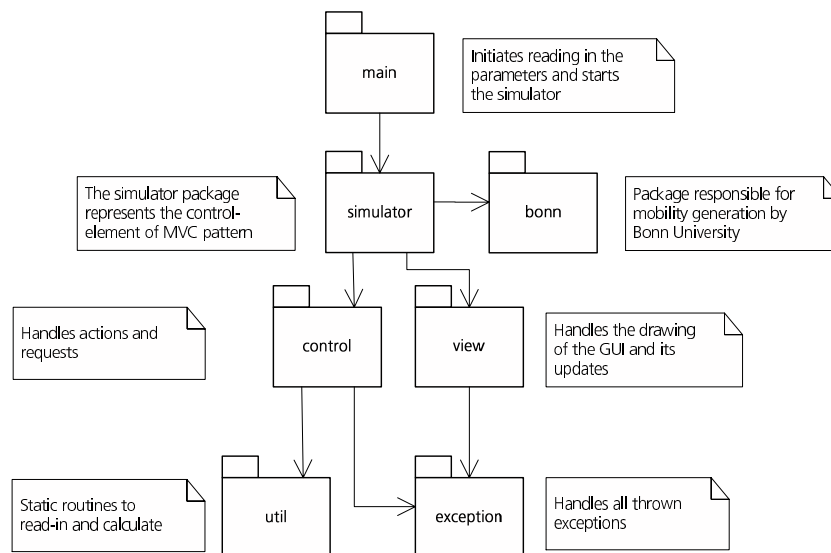 main
Initiates reading in the
parameters and starts
the simulator
The simulator package
represents the control-
element of MVC pattern
simulator
bonn
Package responsible for
mobility generation by
Bonn University
Handles actions and
requests
control
view
Handles the drawing
of the GUI and its
updates
Static routines to
read-in and calculate
util
exception
Handles all thrown
exceptions